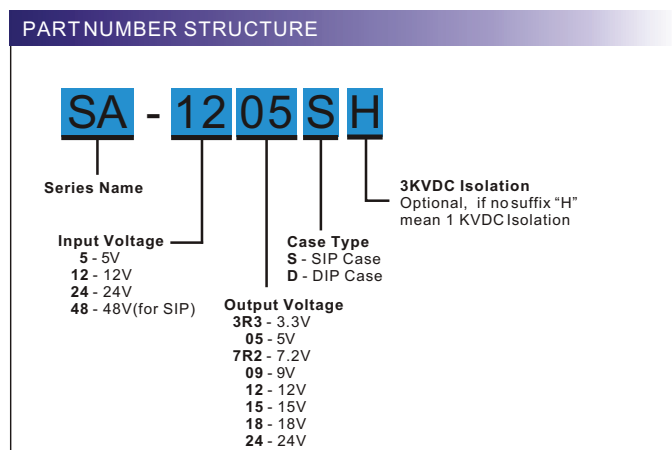 PART NUMBER STRUCTURE
SA - 12 05 S H
Series Name
3KVDC Isolation
Optional, if no suffix “H”
mean 1 KVDC Isolation
Input Voltage
5 - 5V
12 - 12V
24 - 24V
48 - 48V(for SIP)
Case Type
S - SIP Case
D - DIP Case
Output Voltage
3R3 - 3.3V
05 - 5V
7R2 - 7.2V
09 - 9V
12 - 12V
15 - 15V
18 - 18V
24 - 24V